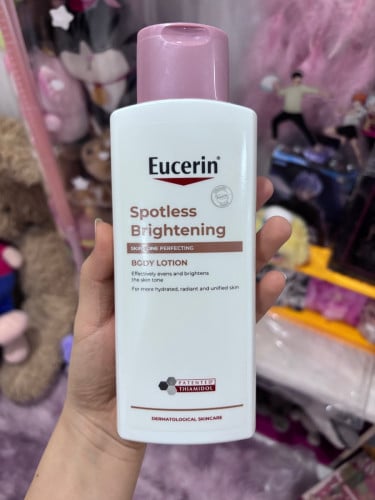 Eucerin®
Spotless
Brightening
SKIN TONE PERFECTING
BODY LOTION
Effectively evens and brightens
the skin tone
For more hydrated, radiant and unified skin
PATENTED
THIAMIDOL
DERMATOLOGICAL SKINCARE